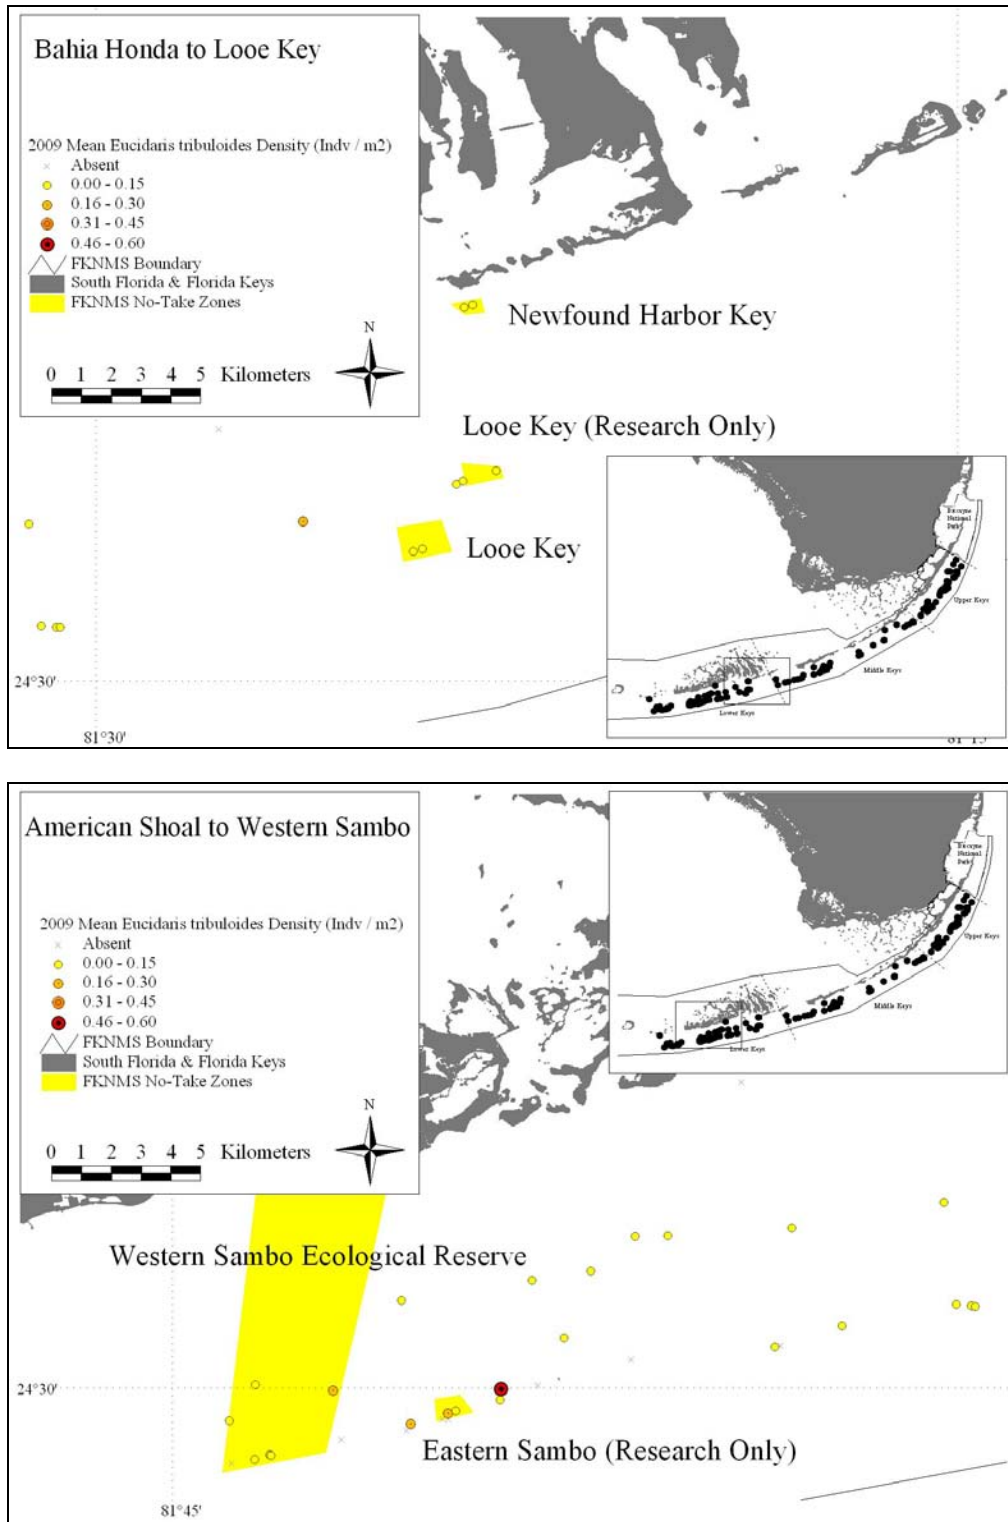 Bahia Honda to Looe Key
2009 Mean Eucidaris tribuloides Density (Indv / m2)
Absent
0.00 - 0.15
0.16 - 0.30
0.31 - 0.45
0.46 - 0.60
FKNMS Boundary
South Florida & Florida Keys
FKNMS No-Take Zones
N
0 1 2 3 4 5 Kilometers
Newfound Harbor Key
Looe Key (Research Only)
Looe Key
Biscayne
National
Park
Upper Keys
Middle Keys
Lower Keys
24°30'
81°30'
American Shoal to Western Sambo
2009 Mean Eucidaris tribuloides Density (Indv / m2)
Absent
0.00 - 0.15
0.16 - 0.30
0.31 - 0.45
0.46 - 0.60
FKNMS Boundary
South Florida & Florida Keys
FKNMS No-Take Zones
N
0 1 2 3 4 5 Kilometers
Biscayne
National
Park
Upper Keys
Middle Keys
Lower Keys
Western Sambo Ecological Reserve
24°30'
Eastern Sambo (Research Only)
81°45'